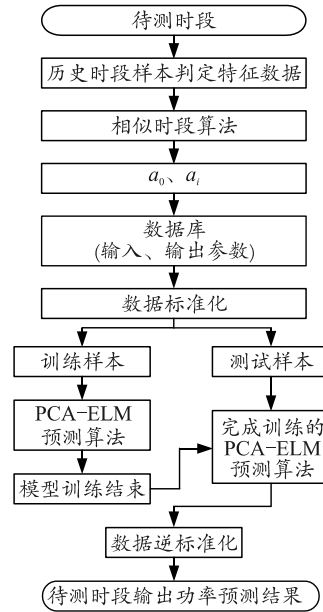 待测时段
历史时段样本判定特征数据
相似时段算法
a₀、aᵢ
数据库
(输入、输出参数)
数据标准化
训练样本
测试样本
PCA-ELM
预测算法
完成训练的
PCA-ELM
预测算法
模型训练结束
数据逆标准化
待测时段输出功率预测结果